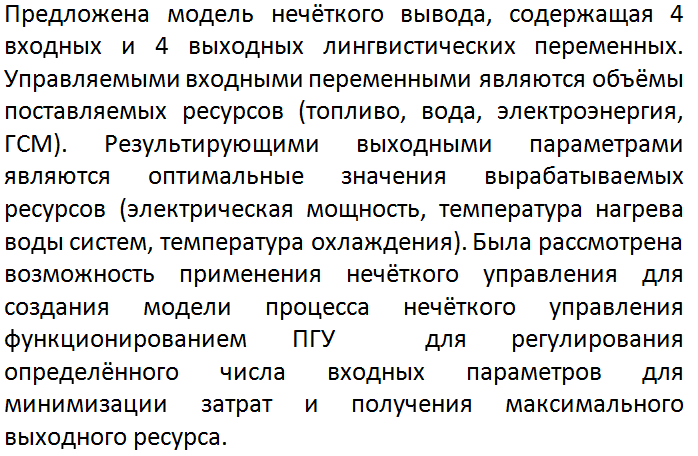 Предложена модель нечёткого вывода, содержащая 4
входных и 4 выходных лингвистических переменных.
Управляемыми входными переменными являются объёмы
поставляемых ресурсов (топливо, вода, электроэнергия,
ГСМ). Результирующими выходными параметрами
являются оптимальные значения вырабатываемых
ресурсов (электрическая мощность, температура нагрева
воды систем, температура охлаждения). Была рассмотрена
возможность применения нечёткого управления для
создания модели процесса нечёткого управления
функционированием ПГУ для регулирования
определённого числа входных параметров для
минимизации затрат и получения максимального
выходного ресурса.